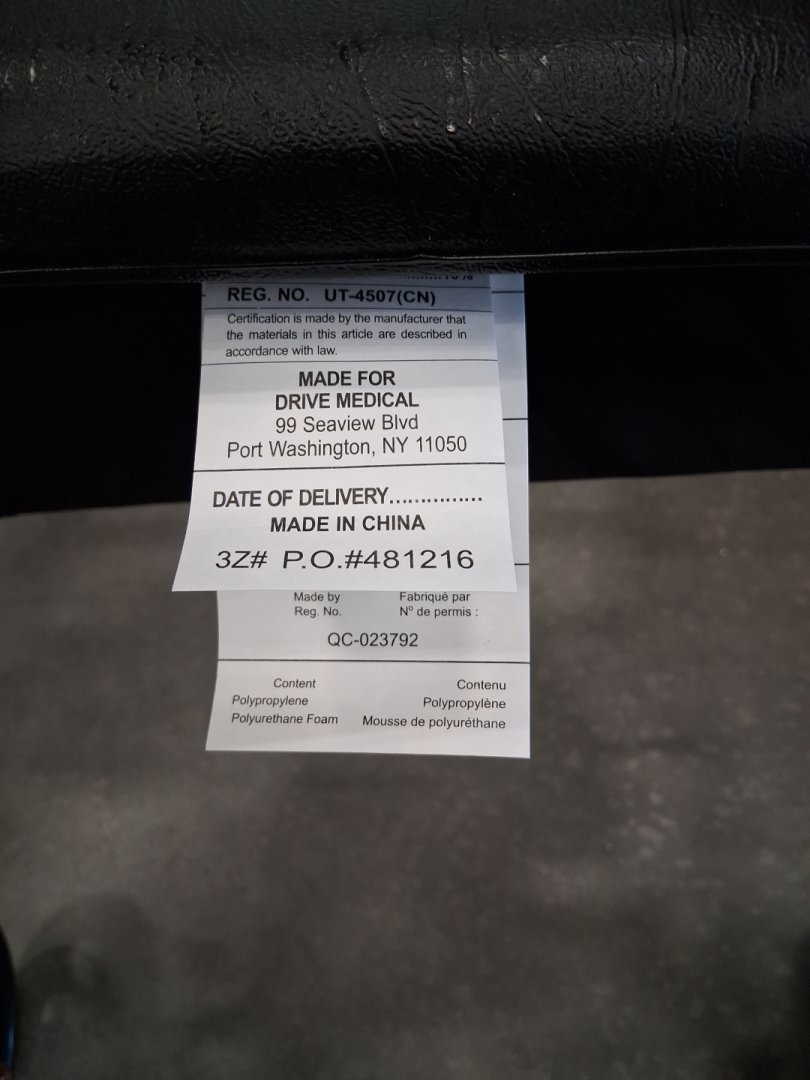 REG. NO. UT-4507(CN)
Certification is made by the manufacturer that
the materials in this article are described in
accordance with law.
MADE FOR
DRIVE MEDICAL
99 Seaview Blvd
Port Washington, NY 11050
DATE OF DELIVERY...............
MADE IN CHINA
3Z# P.O.#481216
Made by Fabriqué par
Reg. No. Nº de permis :
QC-023792
Content Contenu
Polypropylene Polypropylène
Polyurethane Foam Mousse de polyuréthane